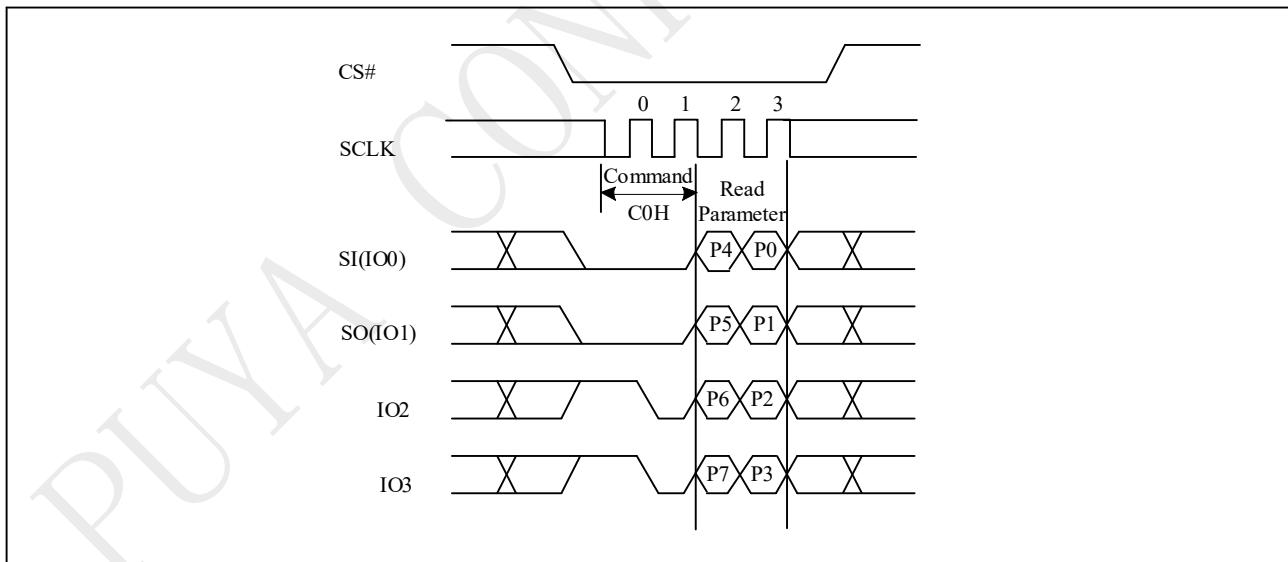 PUYA CON
CS#
0 1 2 3
SCLK
Command
Read
C0H
Parameter
SI(IO0)
P4 P0
SO(IO1)
P5 P1
IO2
P6 P2
IO3
P7 P3